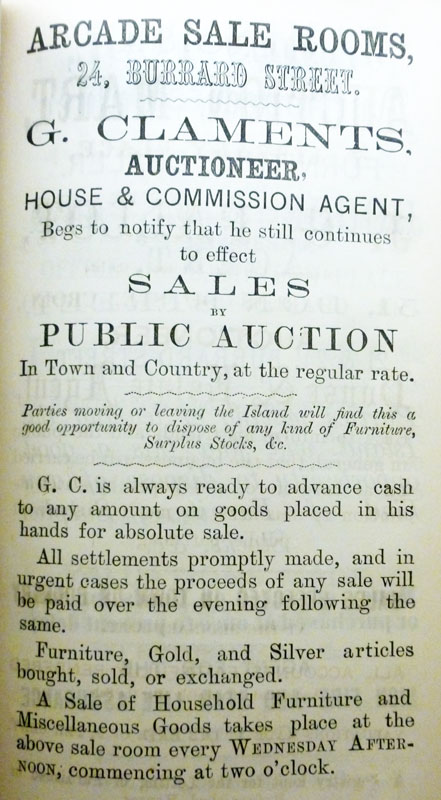 ARCADE SALE ROOMS,
24, BURRARD STREET.
G. CLAMENTS,
AUCTIONEER,
HOUSE & COMMISSION AGENT,
Begs to notify that he still continues
to effect
SALES
BY
PUBLIC AUCTION
In Town and Country, at the regular rate.
Parties moving or leaving the Island will find this a
good opportunity to dispose of any kind of Furniture,
Surplus Stocks, &c.
G. C. is always ready to advance cash
to any amount on goods placed in his
hands for absolute sale.
All settlements promptly made, and in
urgent cases the proceeds of any sale will
be paid over the evening following the
same.
Furniture, Gold, and Silver articles
bought, sold, or exchanged.
A Sale of Household Furniture and
Miscellaneous Goods takes place at the
above sale room every WEDNESDAY AFTER-
NOON, commencing at two o'clock.